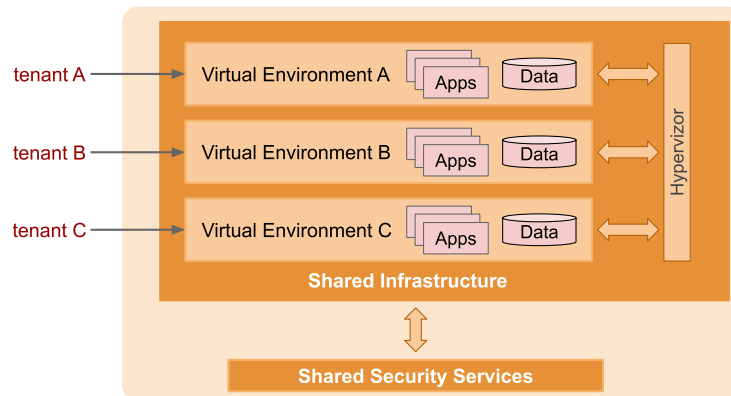 tenant A
Virtual Environment A
Apps
Data
tenant B
Virtual Environment B
Apps
Data
tenant C
Virtual Environment C
Apps
Data
Hypervizor
Shared Infrastructure
Shared Security Services